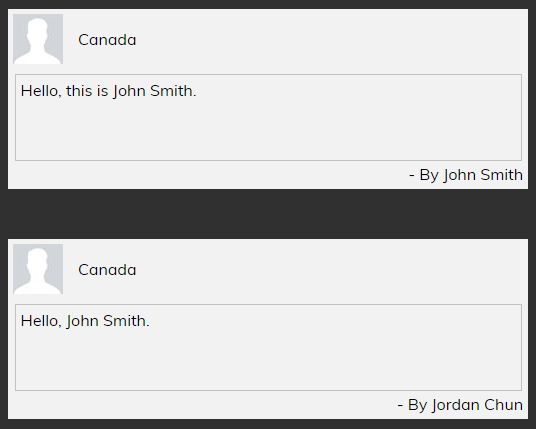 Canada
Hello, this is John Smith.
- By John Smith
Canada
Hello, John Smith.
- By Jordan Chun